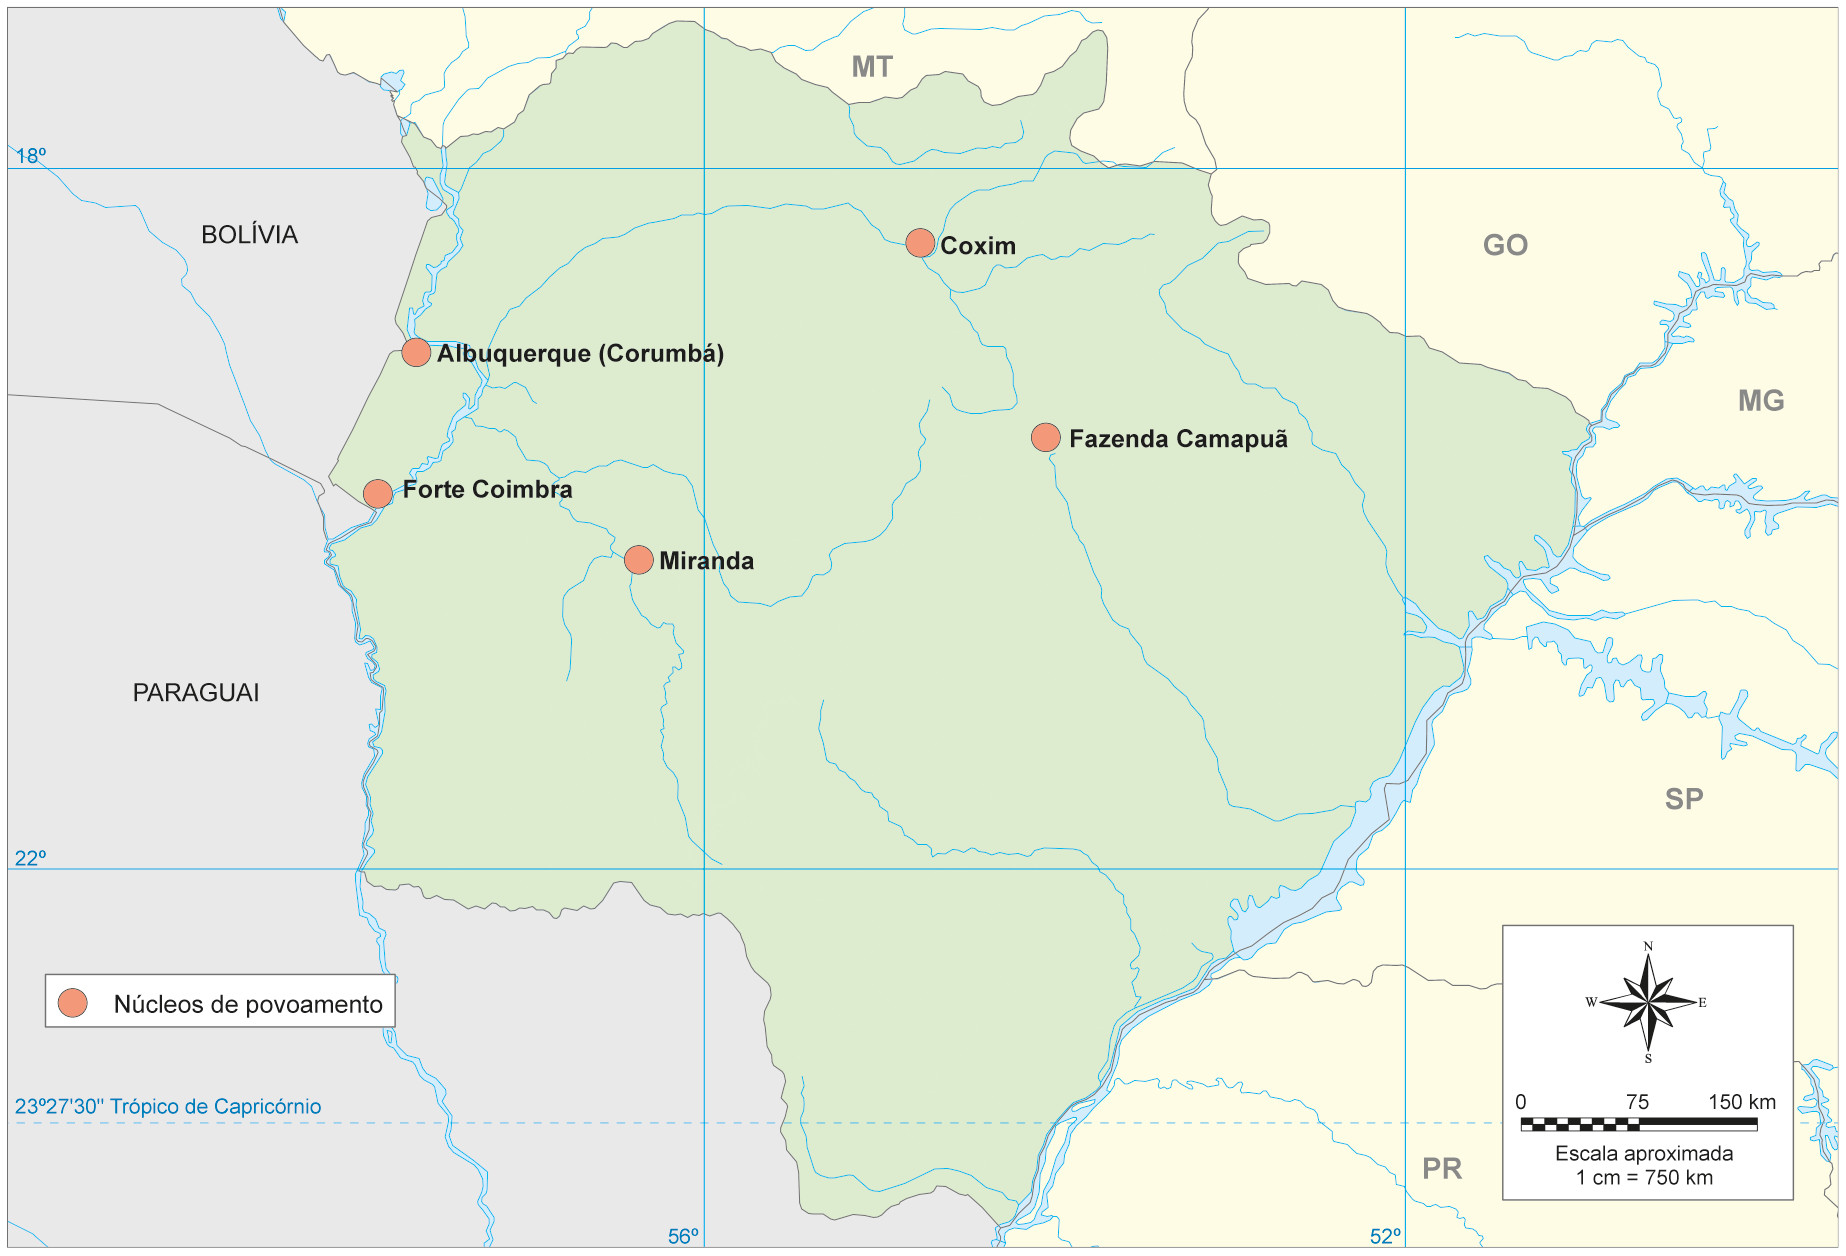 MT
18º
BOLÍVIA
Coxim
GO
Albuquerque (Corumbá)
MG
Fazenda Camapuã
Forte Coimbra
Miranda
PARAGUAI
SP
22º
N
W
E
S
Núcleos de povoamento
23º27'30" Trópico de Capricórnio
0 75 150 km
Escala aproximada
1 cm = 750 km
PR
56º
52º